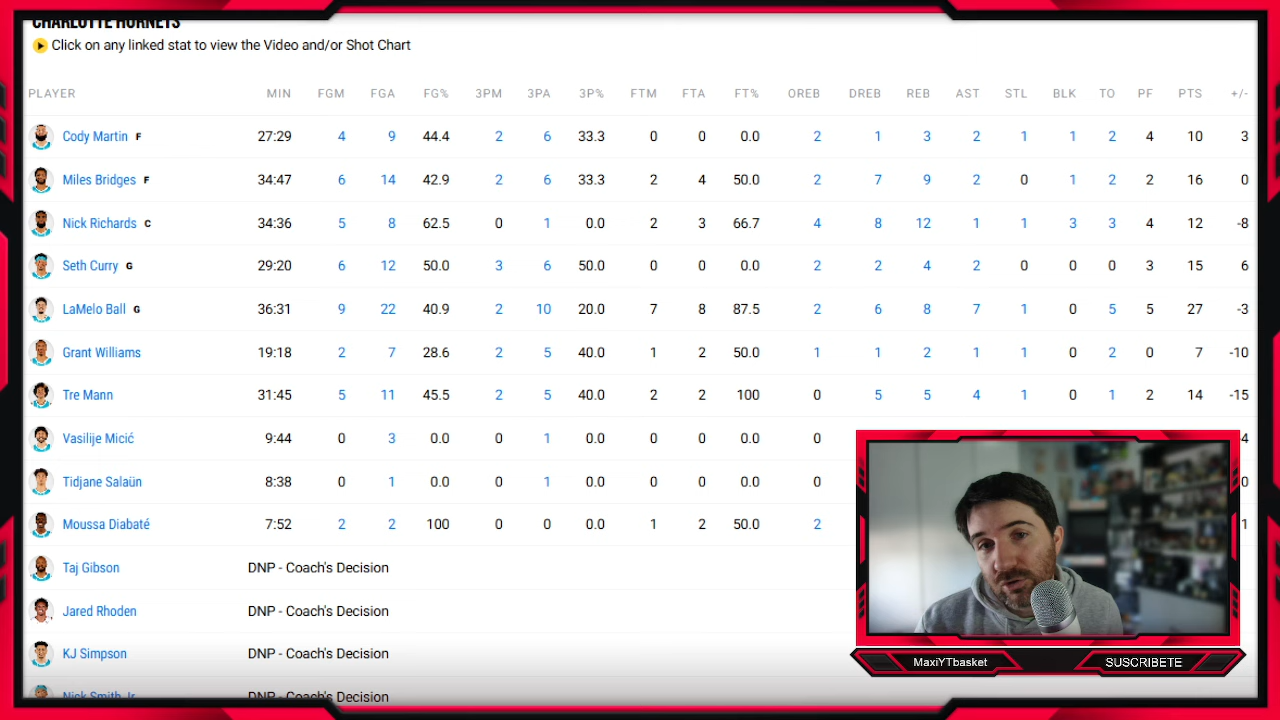 CHARLOTTE HORNETS
Click on any linked stat to view the Video and/or Shot Chart
PLAYER MIN FGM FGA FG% 3PM 3PA 3P% FTM FTA FT% OREB DREB REB AST STL BLK TO PF PTS +/-
Cody Martin F 27:29 4 9 44.4 2 6 33.3 0 0 0.0 2 1 3 2 1 1 2 4 10 3
Miles Bridges F 34:47 6 14 42.9 2 6 33.3 2 4 50.0 2 7 9 2 0 1 2 2 16 0
Nick Richards C 34:36 5 8 62.5 0 1 0.0 2 3 66.7 4 8 12 1 1 3 3 4 12 -8
Seth Curry G 29:20 6 12 50.0 3 6 50.0 0 0 0.0 2 2 4 2 0 0 0 3 15 6
LaMelo Ball G 36:31 9 22 40.9 2 10 20.0 7 8 87.5 2 6 8 7 1 0 5 5 27 -3
Grant Williams 19:18 2 7 28.6 2 5 40.0 1 2 50.0 1 1 2 1 1 0 2 0 7 -10
Tre Mann 31:45 5 11 45.5 2 5 40.0 2 2 100 0 5 5 4 1 0 1 2 14 -15
Vasilije Micić 9:44 0 3 0.0 0 1 0.0 0 0 0.0 0 4
Tidjane Salaün 8:38 0 1 0.0 0 1 0.0 0 0 0.0 0 0
Moussa Diabaté 7:52 2 2 100 0 0 0.0 1 2 50.0 2 1
Taj Gibson DNP - Coach's Decision
Jared Rhoden DNP - Coach's Decision
KJ Simpson DNP - Coach's Decision
Nick Smith Jr. DNP - Coach's Decision
MaxiYTbasket SUSCRIBETE